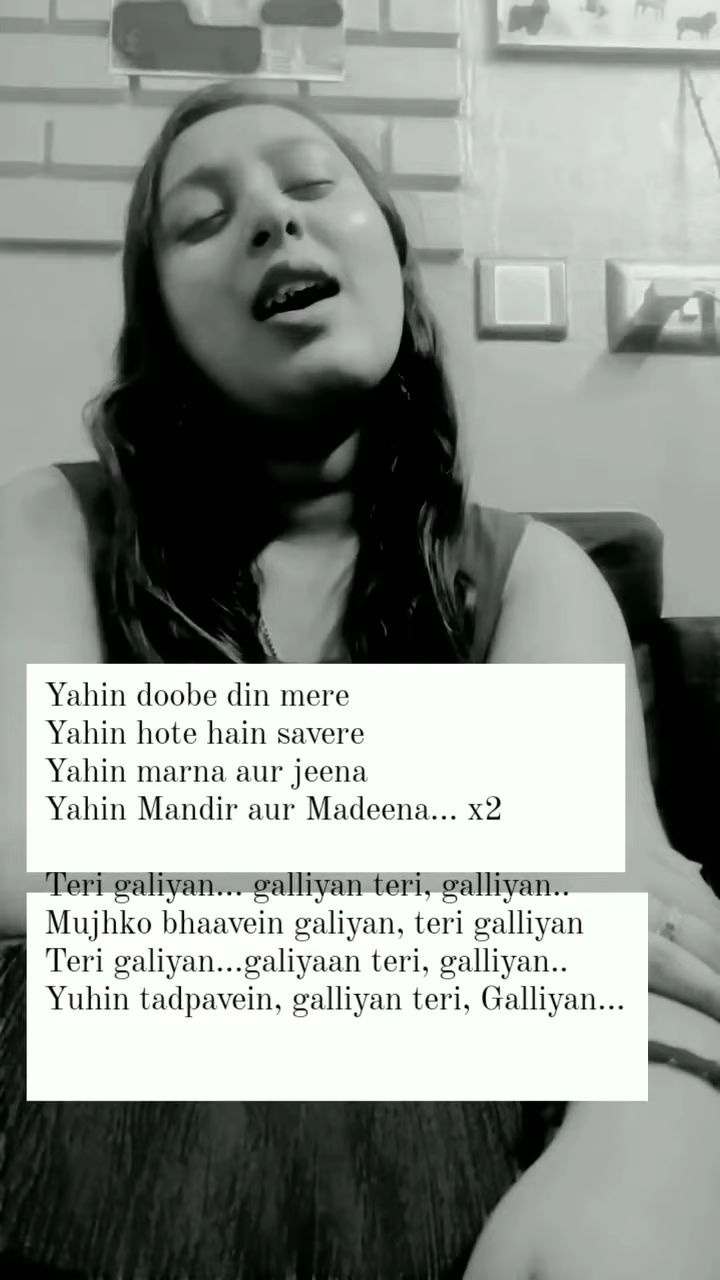 Yahin doobe din mere
Yahin hote hain savere
Yahin marna aur jeena
Yahin Mandir aur Madeena... x2
Teri galiyan... galliyan teri, galliyan..
Mujhko bhaavein galiyan, teri galliyan
Teri galiyan...galiyaan teri, galliyan..
Yuhin tadpavein, galliyan teri, Galliyan...